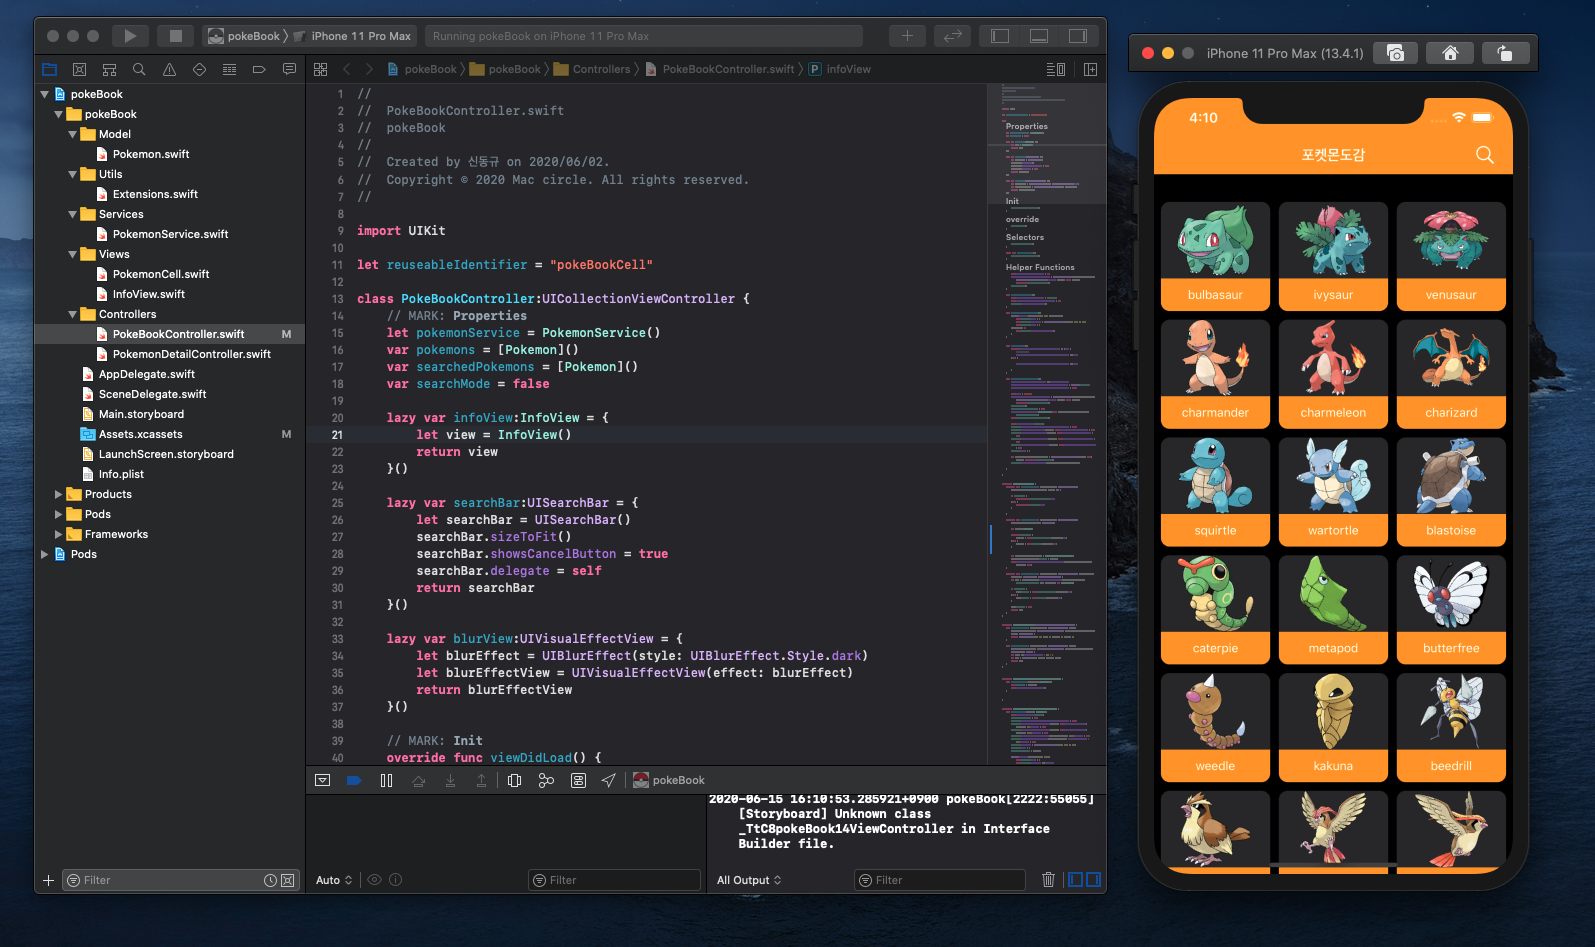 pokeBook 〉 iPhone 11 Pro Max
Running pokeBook on iPhone 11 Pro Max
pokeBook 〉 pokeBook 〉 Controllers 〉 PokeBookController.swift 〉 P infoView
pokeBook
pokeBook
Model
Pokemon.swift
Utils
Extensions.swift
Services
PokemonService.swift
Views
PokemonCell.swift
InfoView.swift
Controllers
PokeBookController.swift M
PokemonDetailController.swift
AppDelegate.swift
SceneDelegate.swift
Main.storyboard
Assets.xcassets M
LaunchScreen.storyboard
Info.plist
Products
Pods
Frameworks
Pods
Filter
1 //
2 //  PokeBookController.swift
3 //  pokeBook
4 //
5 //  Created by 신동규 on 2020/06/02.
6 //  Copyright © 2020 Mac circle. All rights reserved.
7 //
8
9 import UIKit
10
11 let reuseableIdentifier = "pokeBookCell"
12
13 class PokeBookController:UICollectionViewController {
14     // MARK: Properties
15     let pokemonService = PokemonService()
16     var pokemons = [Pokemon]()
17     var searchedPokemons = [Pokemon]()
18     var searchMode = false
19
20     lazy var infoView:InfoView = {
21         let view = InfoView()
22         return view
23     }()
24
25     lazy var searchBar:UISearchBar = {
26         let searchBar = UISearchBar()
27         searchBar.sizeToFit()
28         searchBar.showsCancelButton = true
29         searchBar.delegate = self
30         return searchBar
31     }()
32
33     lazy var blurView:UIVisualEffectView = {
34         let blurEffect = UIBlurEffect(style: UIBlurEffect.Style.dark)
35         let blurEffectView = UIVisualEffectView(effect: blurEffect)
36         return blurEffectView
37     }()
38
39     // MARK: Init
40     override func viewDidLoad() {
Properties
Init
override
Selectors
Helper Functions
pokeBook
2020-06-15 16:10:53.285921+0900 pokeBook[2222:55055]
[Storyboard] Unknown class
_TtC8pokeBook14ViewController in Interface
Builder file.
Auto
Filter
All Output
Filter
iPhone 11 Pro Max (13.4.1)
4:10
포켓몬도감
bulbasaur ivysaur venusaur
charmander charmeleon charizard
squirtle wartortle blastoise
caterpie metapod butterfree
weedle kakuna beedrill